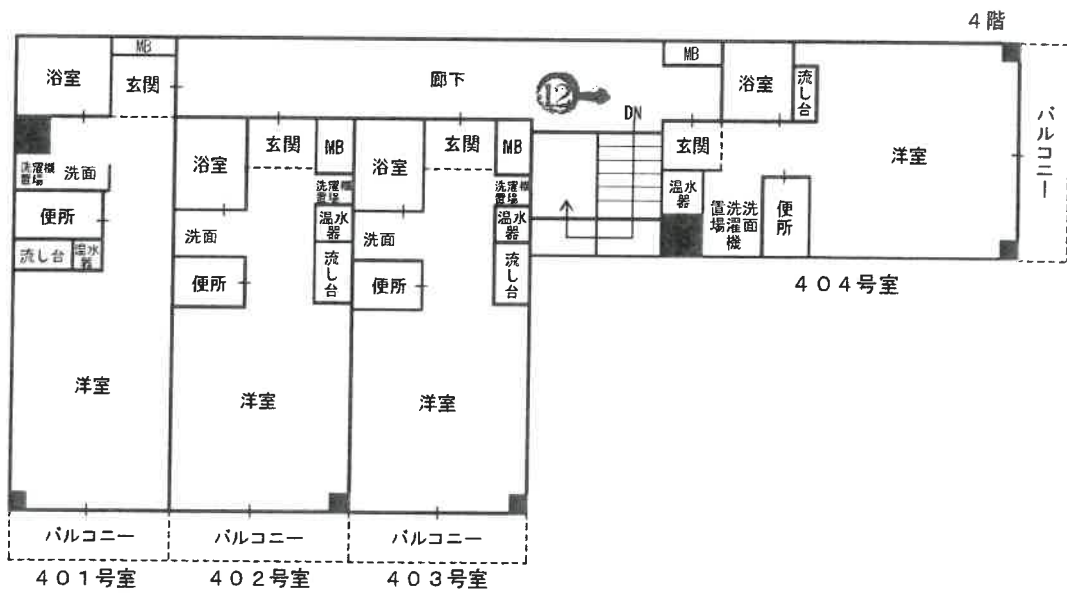 4階
MB
浴室
玄関
廊下
12
MB
浴室
流し台
DN
洋室
バルコニー
浴室
玄関
MB
浴室
玄関
MB
玄関
洗濯機
置場
洗面
洗濯機
置場
洗濯機
置場
温水
器
便所
温水
器
温水
器
洗面
洗濯機
置場
便所
洗面
洗面
流し台
温水
器
便所
流し台
便所
流し台
404号室
洋室
洋室
洋室
バルコニー
バルコニー
バルコニー
401号室
402号室
403号室